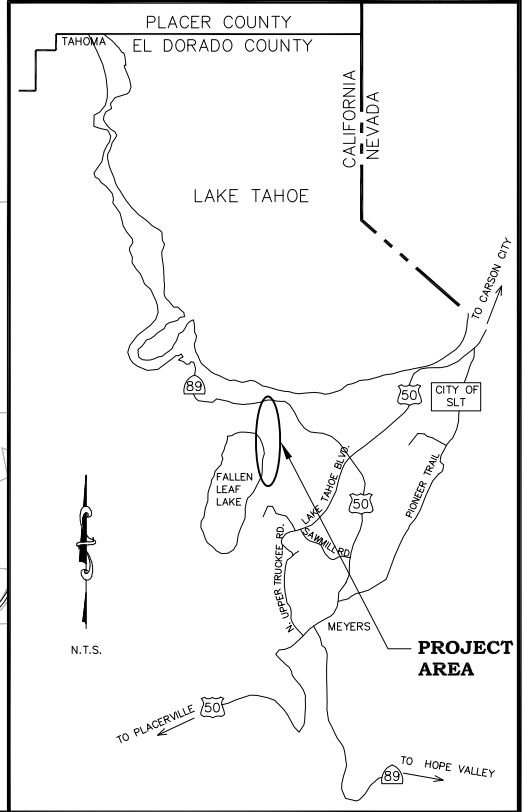 PLACER COUNTY
TAHOMA
EL DORADO COUNTY
CALIFORNIA
NEVADA
LAKE TAHOE
TO CARSON CITY
89
50
CITY OF
SLT
FALLEN
LEAF
LAKE
LAKE TAHOE BLVD.
PIONEER TRAIL
50
SAWMILL RD.
N. UPPER TRUCKEE RD.
MEYERS
N.T.S.
PROJECT
AREA
50
TO PLACERVILLE
TO HOPE VALLEY
89